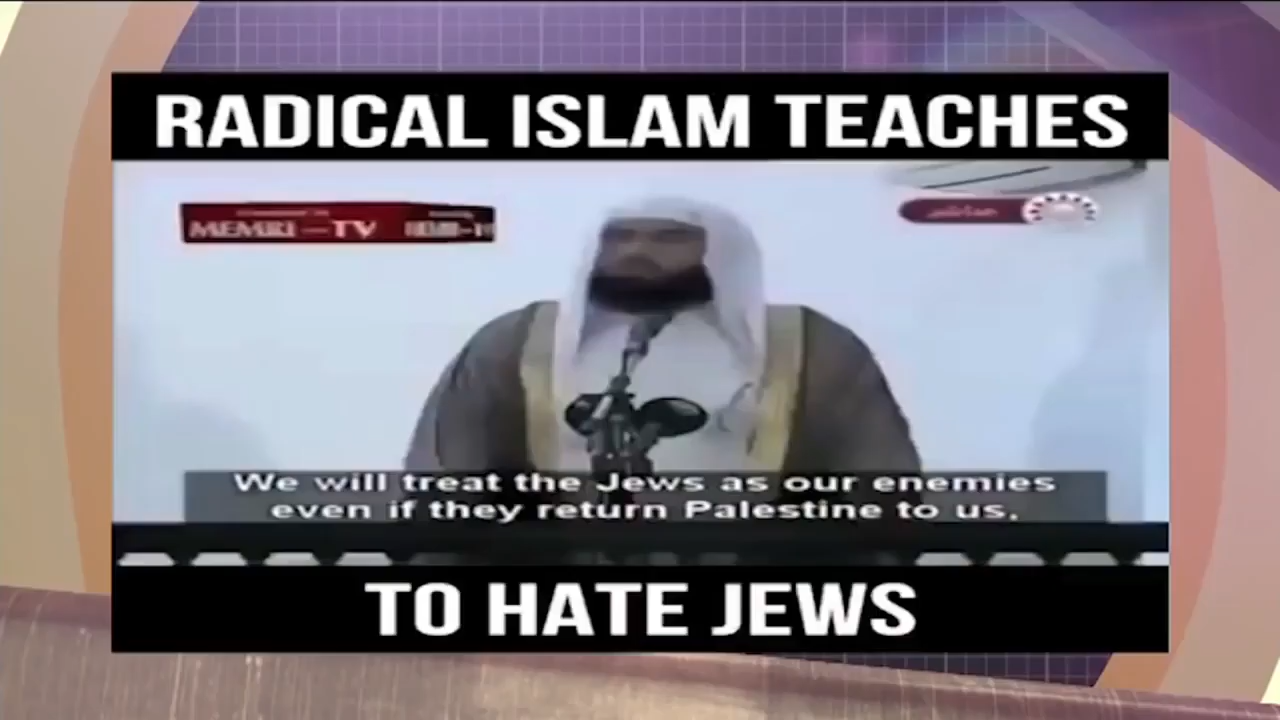 RADICAL ISLAM TEACHES
MEMRI-TV
مباشر
We will treat the Jews as our enemies
even if they return Palestine to us,
TO HATE JEWS